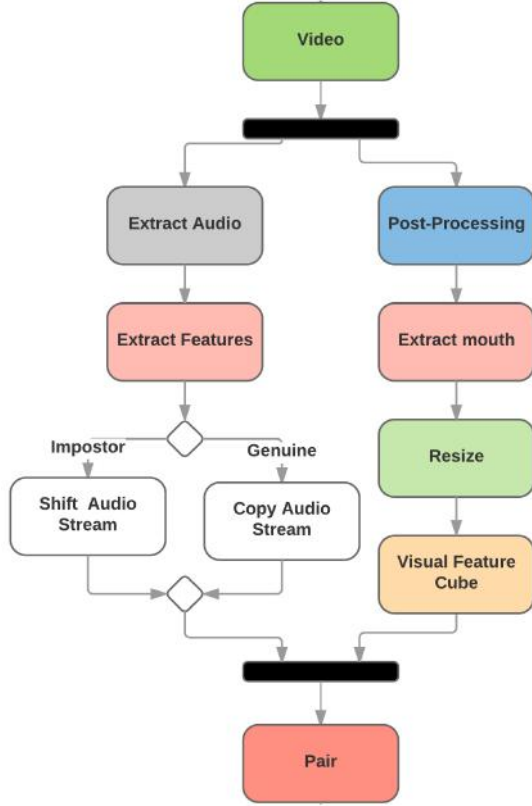 Video
Extract Audio
Post-Processing
Extract Features
Extract mouth
Impostor
Genuine
Resize
Shift Audio
Stream
Copy Audio
Stream
Visual Feature
Cube
Pair